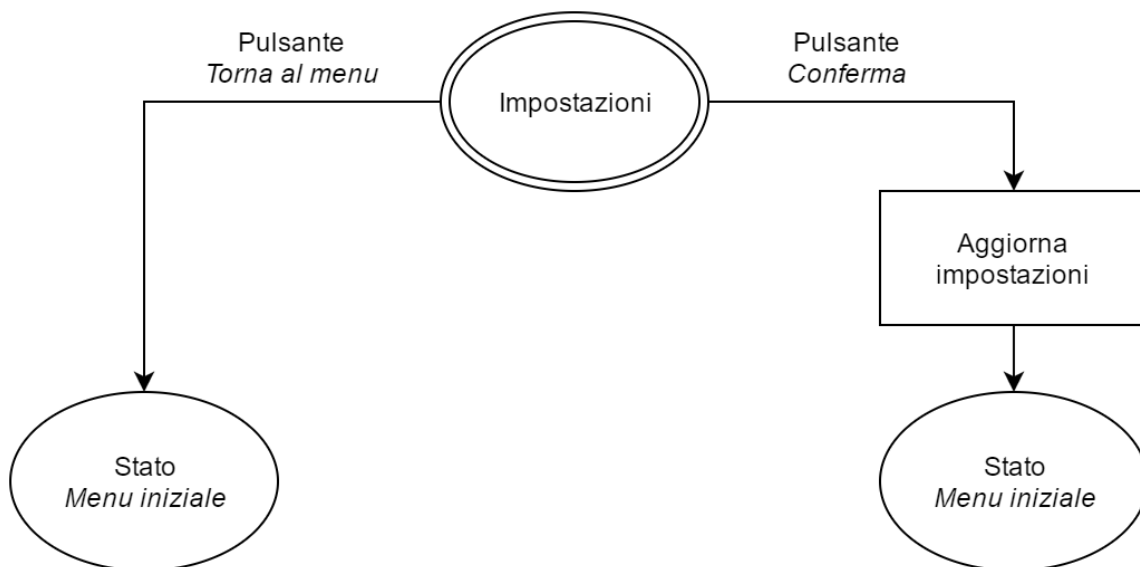 Pulsante
Torna al menu
Impostazioni
Pulsante
Conferma
Aggiorna
impostazioni
Stato
Menu iniziale
Stato
Menu iniziale